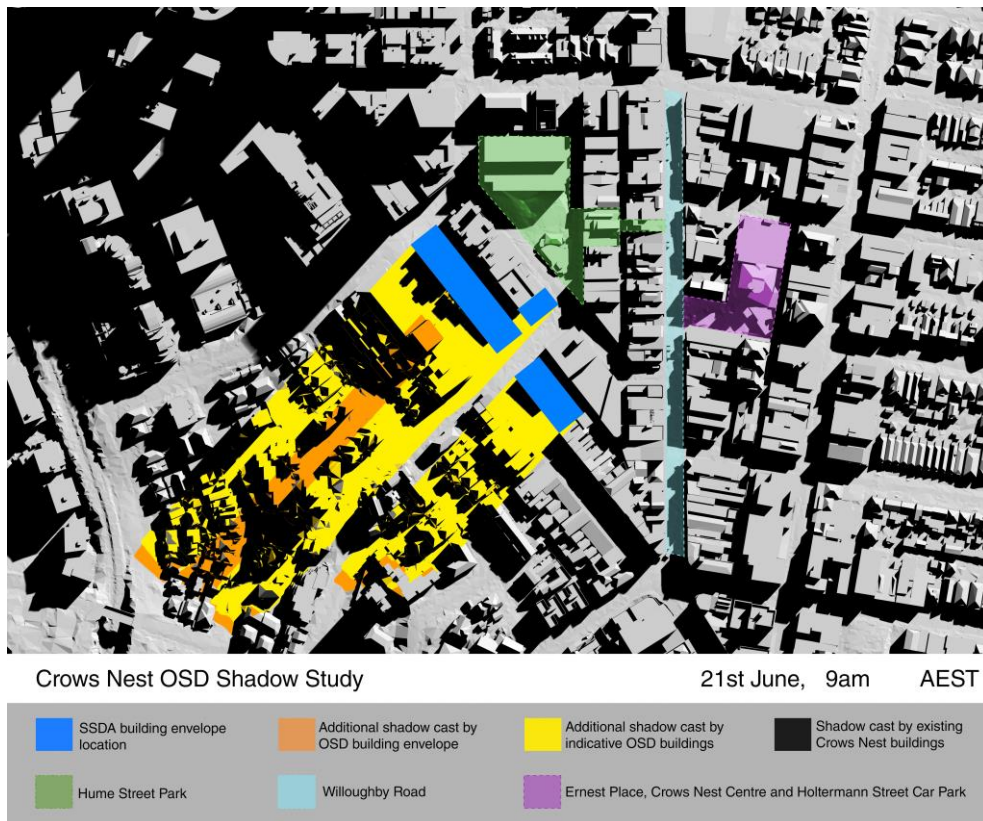 Crows Nest OSD Shadow Study 21st June, 9am AEST
SSDA building envelope
location
Additional shadow cast by
OSD building envelope
Additional shadow cast by
indicative OSD buildings
Shadow cast by existing
Crows Nest buildings
Hume Street Park
Willoughby Road
Ernest Place, Crows Nest Centre and Holtermann Street Car Park